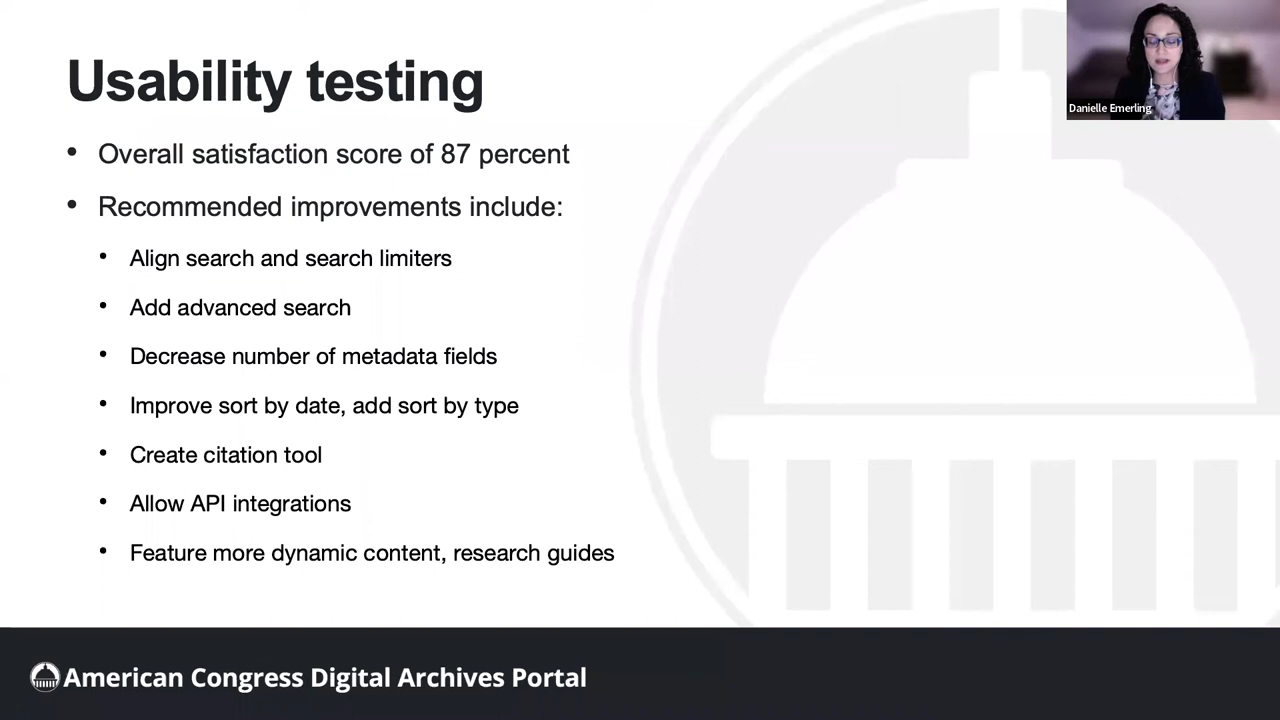 Usability testing
Danielle Emerling
• Overall satisfaction score of 87 percent
• Recommended improvements include:
• Align search and search limiters
• Add advanced search
• Decrease number of metadata fields
• Improve sort by date, add sort by type
• Create citation tool
• Allow API integrations
• Feature more dynamic content, research guides
American Congress Digital Archives Portal